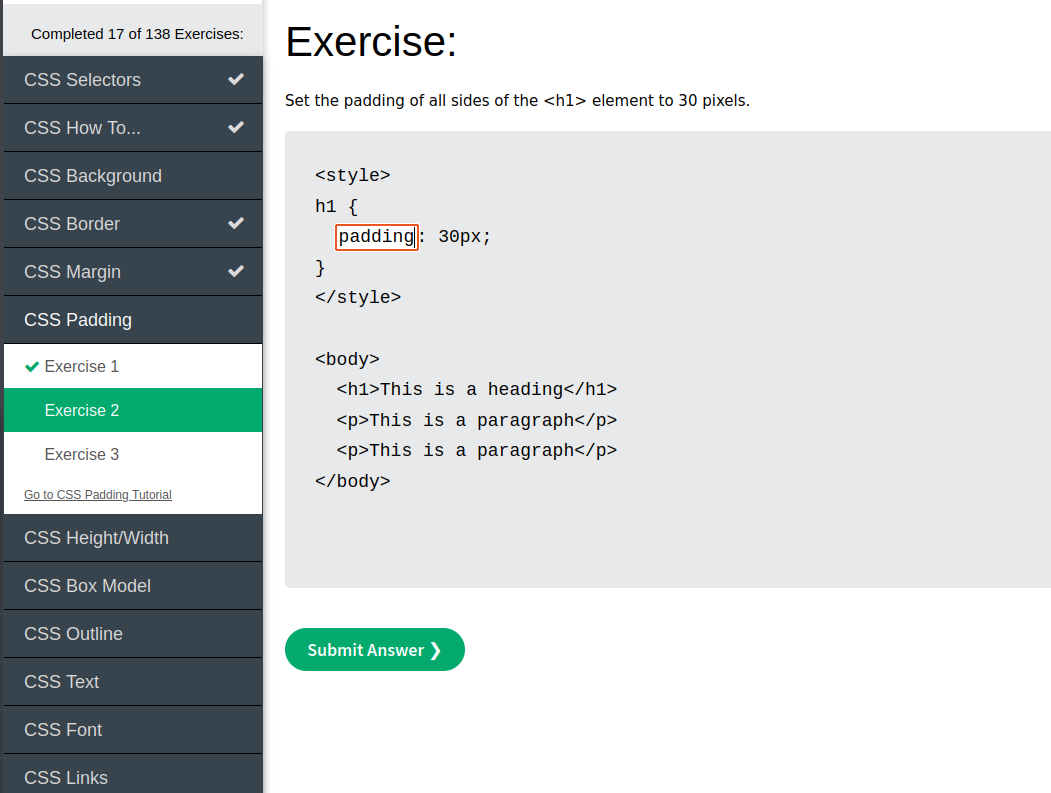 Completed 17 of 138 Exercises:
CSS Selectors
CSS How To...
CSS Background
CSS Border
CSS Margin
CSS Padding
Exercise 1
Exercise 2
Exercise 3
Go to CSS Padding Tutorial
CSS Height/Width
CSS Box Model
CSS Outline
CSS Text
CSS Font
CSS Links
Exercise:
Set the padding of all sides of the <h1> element to 30 pixels.
<style>
h1 {
  padding: 30px;
}
</style>
<body>
  <h1>This is a heading</h1>
  <p>This is a paragraph</p>
  <p>This is a paragraph</p>
</body>
Submit Answer ❯